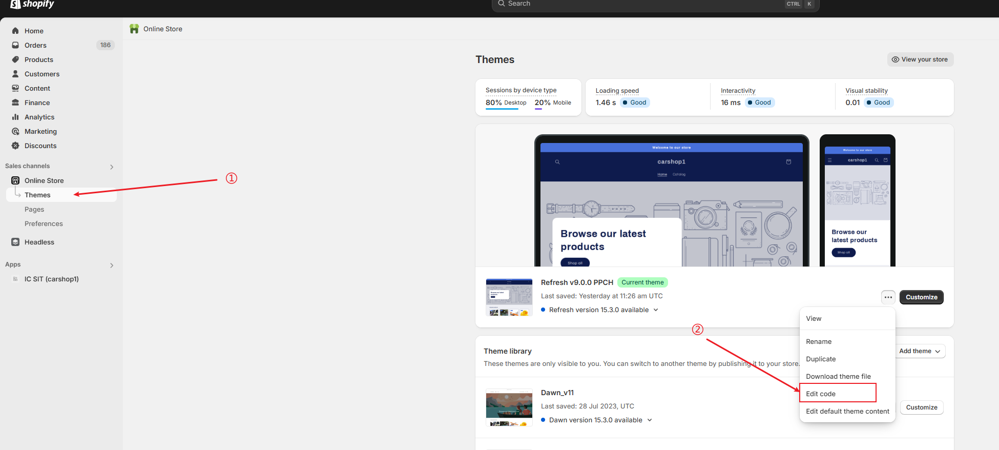 shopify
Search
CTRL K
Home
Orders 186
Products
Customers
Content
Finance
Analytics
Marketing
Discounts
Sales channels
Online Store
Themes
Pages
Preferences
Headless
Apps
IC SIT (carshop1)
Online Store
①
Themes
View your store
Sessions by device type
80% Desktop 20% Mobile
Loading speed
1.46 s Good
Interactivity
16 ms Good
Visual stability
0.01 Good
Welcome to our store
carshop1
Home Catalog
Browse our latest
products
Shop all
Welcome to our store
carshop1
Browse our
latest products
Shop all
Refresh v9.0.0 PPCH Current theme
Last saved: Yesterday at 11:26 am UTC
Refresh version 15.3.0 available
Customize
②
View
Rename
Duplicate
Download theme file
Edit code
Edit default theme content
Theme library
Add theme
These themes are only visible to you. You can switch to another theme by publishing it to your store.
Dawn_v11
Last saved: 28 Jul 2023, UTC
Dawn version 15.3.0 available
Customize